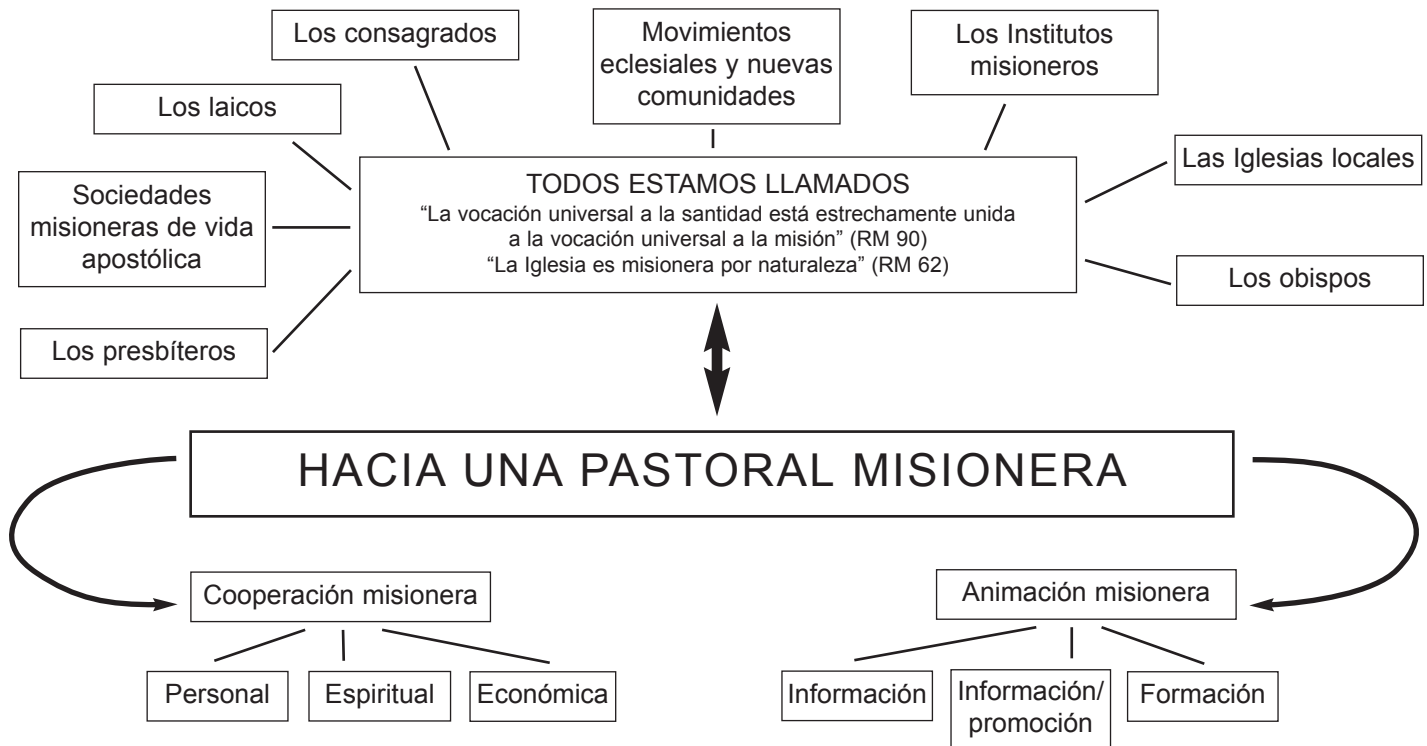 Los consagrados
Movimientos
eclesiales y nuevas
comunidades
Los Institutos
misioneros
Los laicos
Las Iglesias locales
Sociedades
misioneras de vida
apostólica
TODOS ESTAMOS LLAMADOS
“La vocación universal a la santidad está estrechamente unida
a la vocación universal a la misión” (RM 90)
“La Iglesia es misionera por naturaleza” (RM 62)
Los obispos
Los presbíteros
HACIA UNA PASTORAL MISIONERA
Cooperación misionera
Animación misionera
Personal
Espiritual
Económica
Información
Información/
promoción
Formación